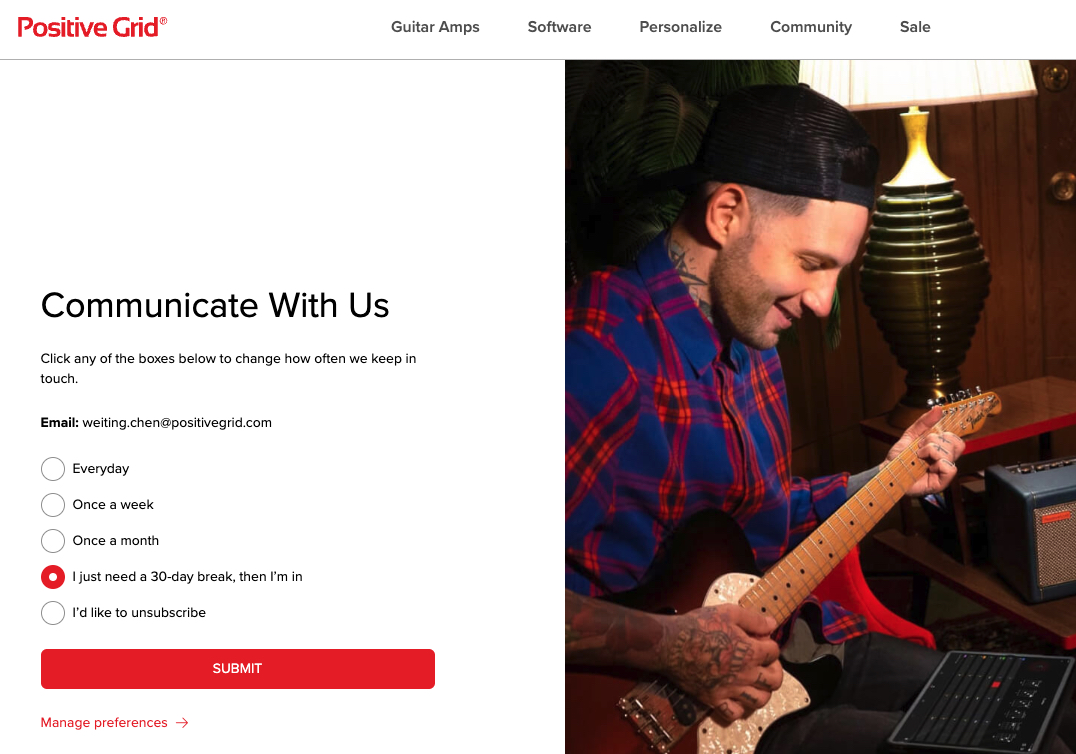 Positive Grid®
Guitar Amps
Software
Personalize
Community
Sale
Communicate With Us
Click any of the boxes below to change how often we keep in
touch.
Email: weiting.chen@positivegrid.com
Everyday
Once a week
Once a month
I just need a 30-day break, then I’m in
I’d like to unsubscribe
SUBMIT
Manage preferences →